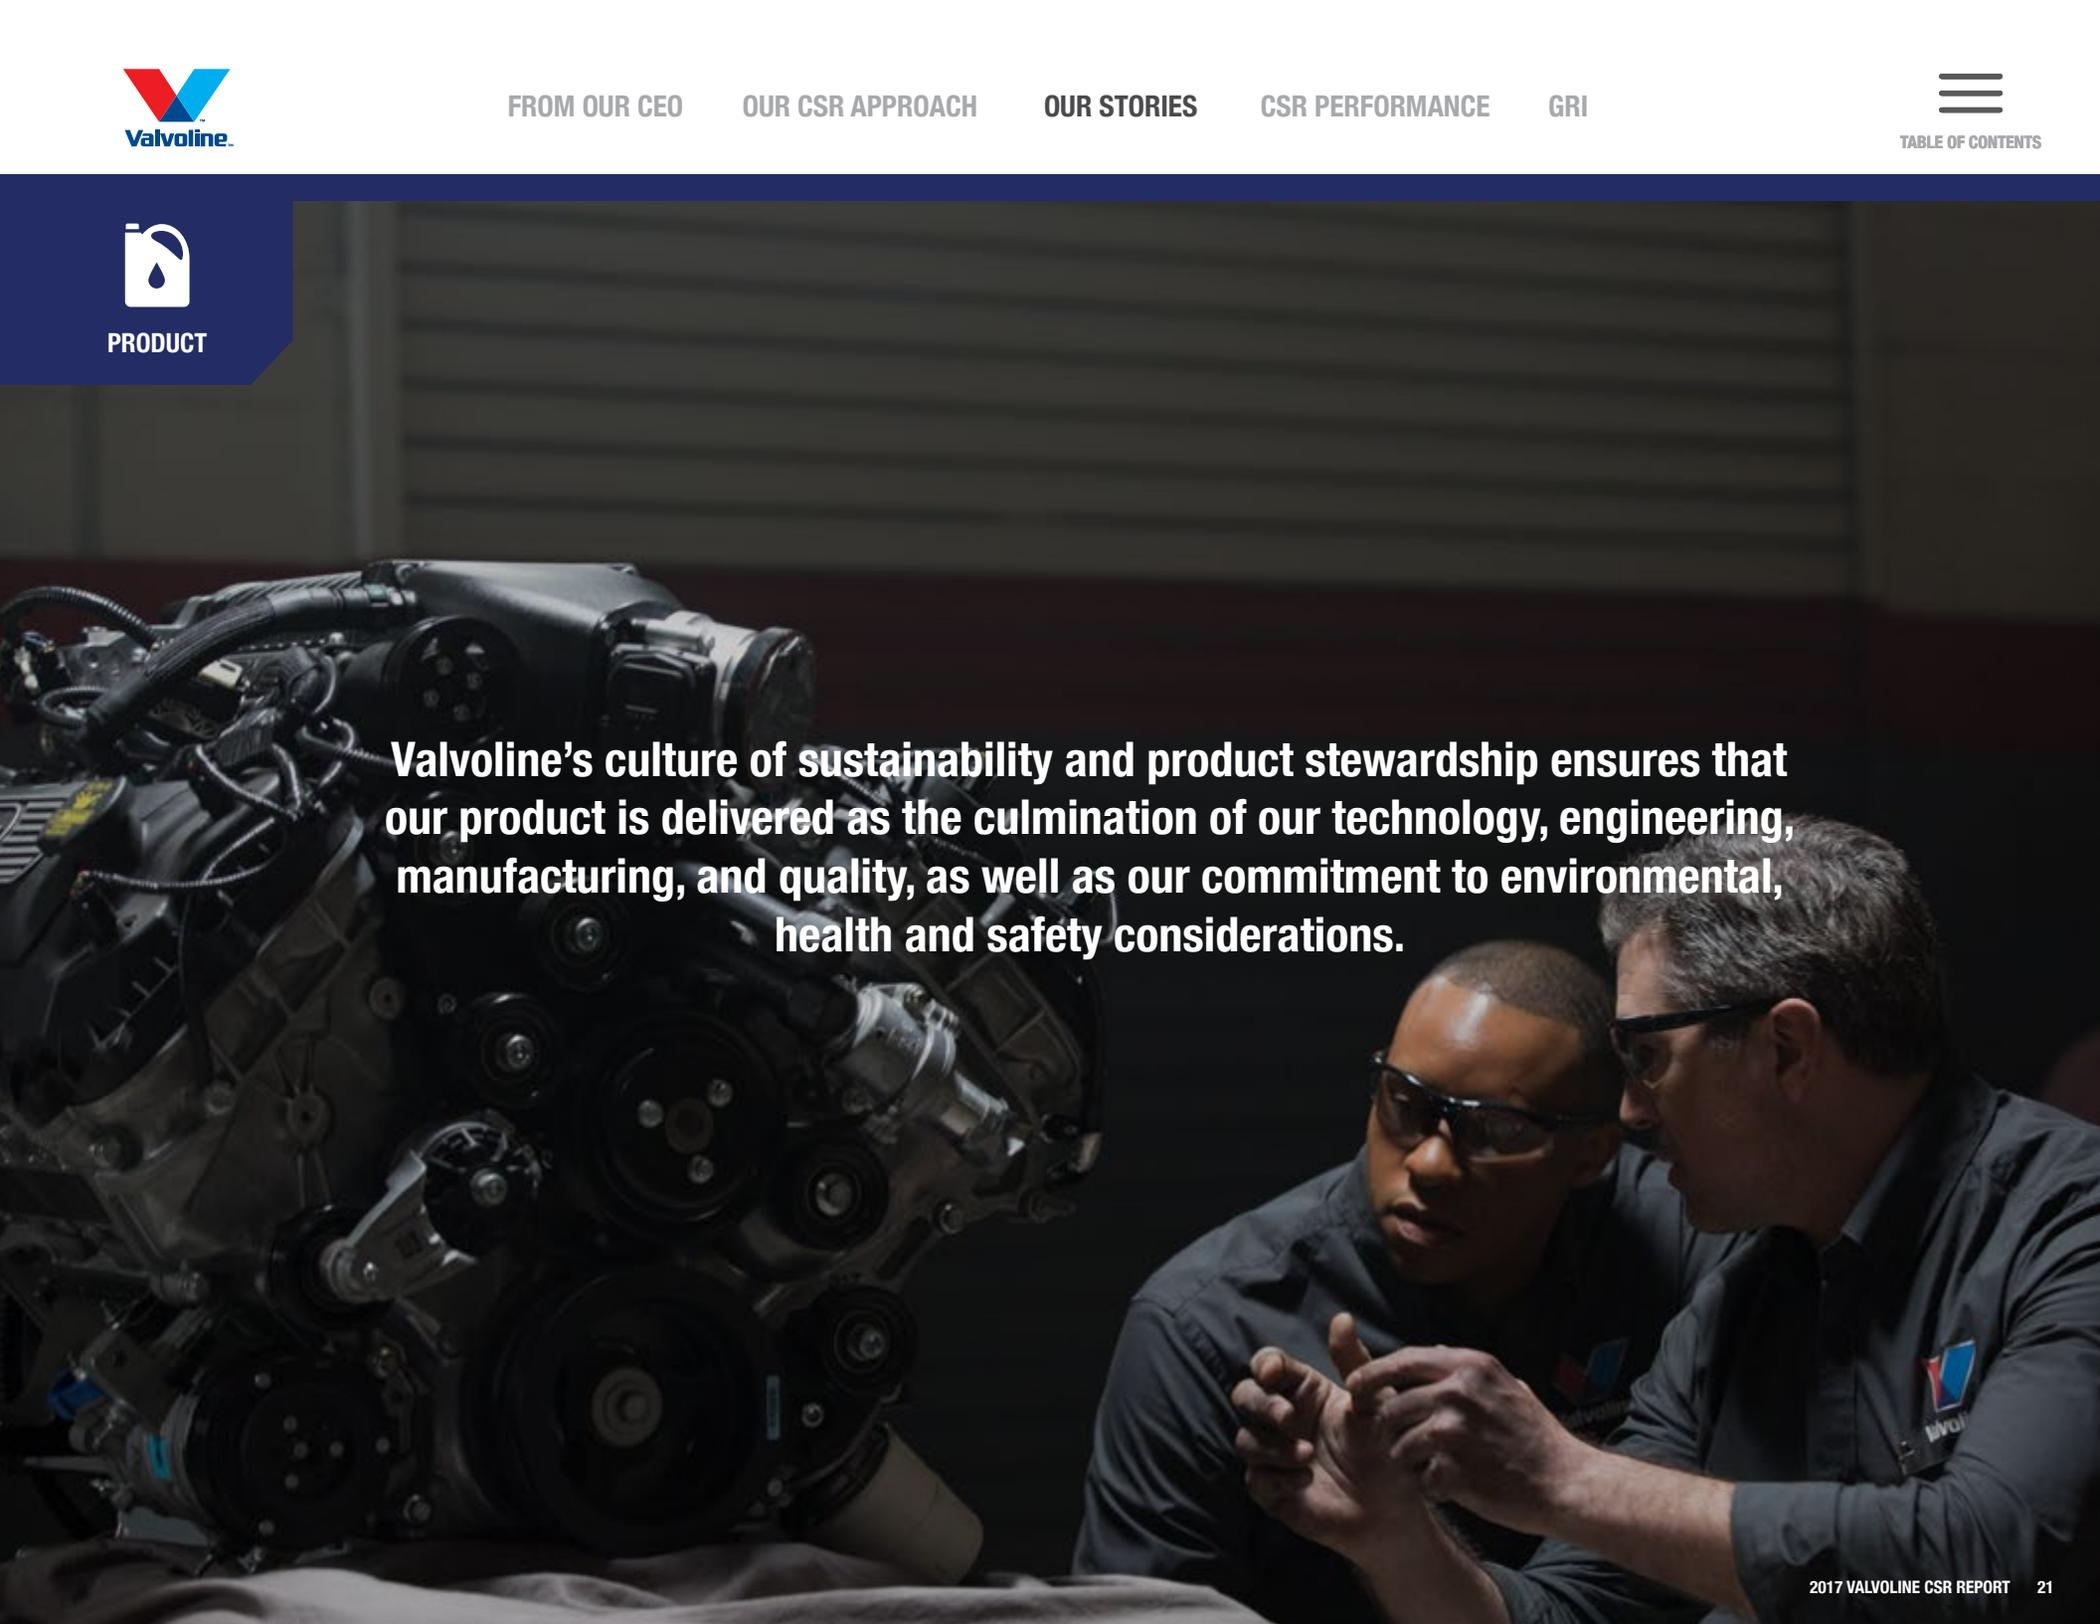 Valvoline™
FROM OUR CEO
OUR CSR APPROACH
OUR STORIES
CSR PERFORMANCE
GRI
TABLE OF CONTENTS
PRODUCT
Valvoline’s culture of sustainability and product stewardship ensures that
our product is delivered as the culmination of our technology, engineering,
manufacturing, and quality, as well as our commitment to environmental,
health and safety considerations.
2017 VALVOLINE CSR REPORT 21